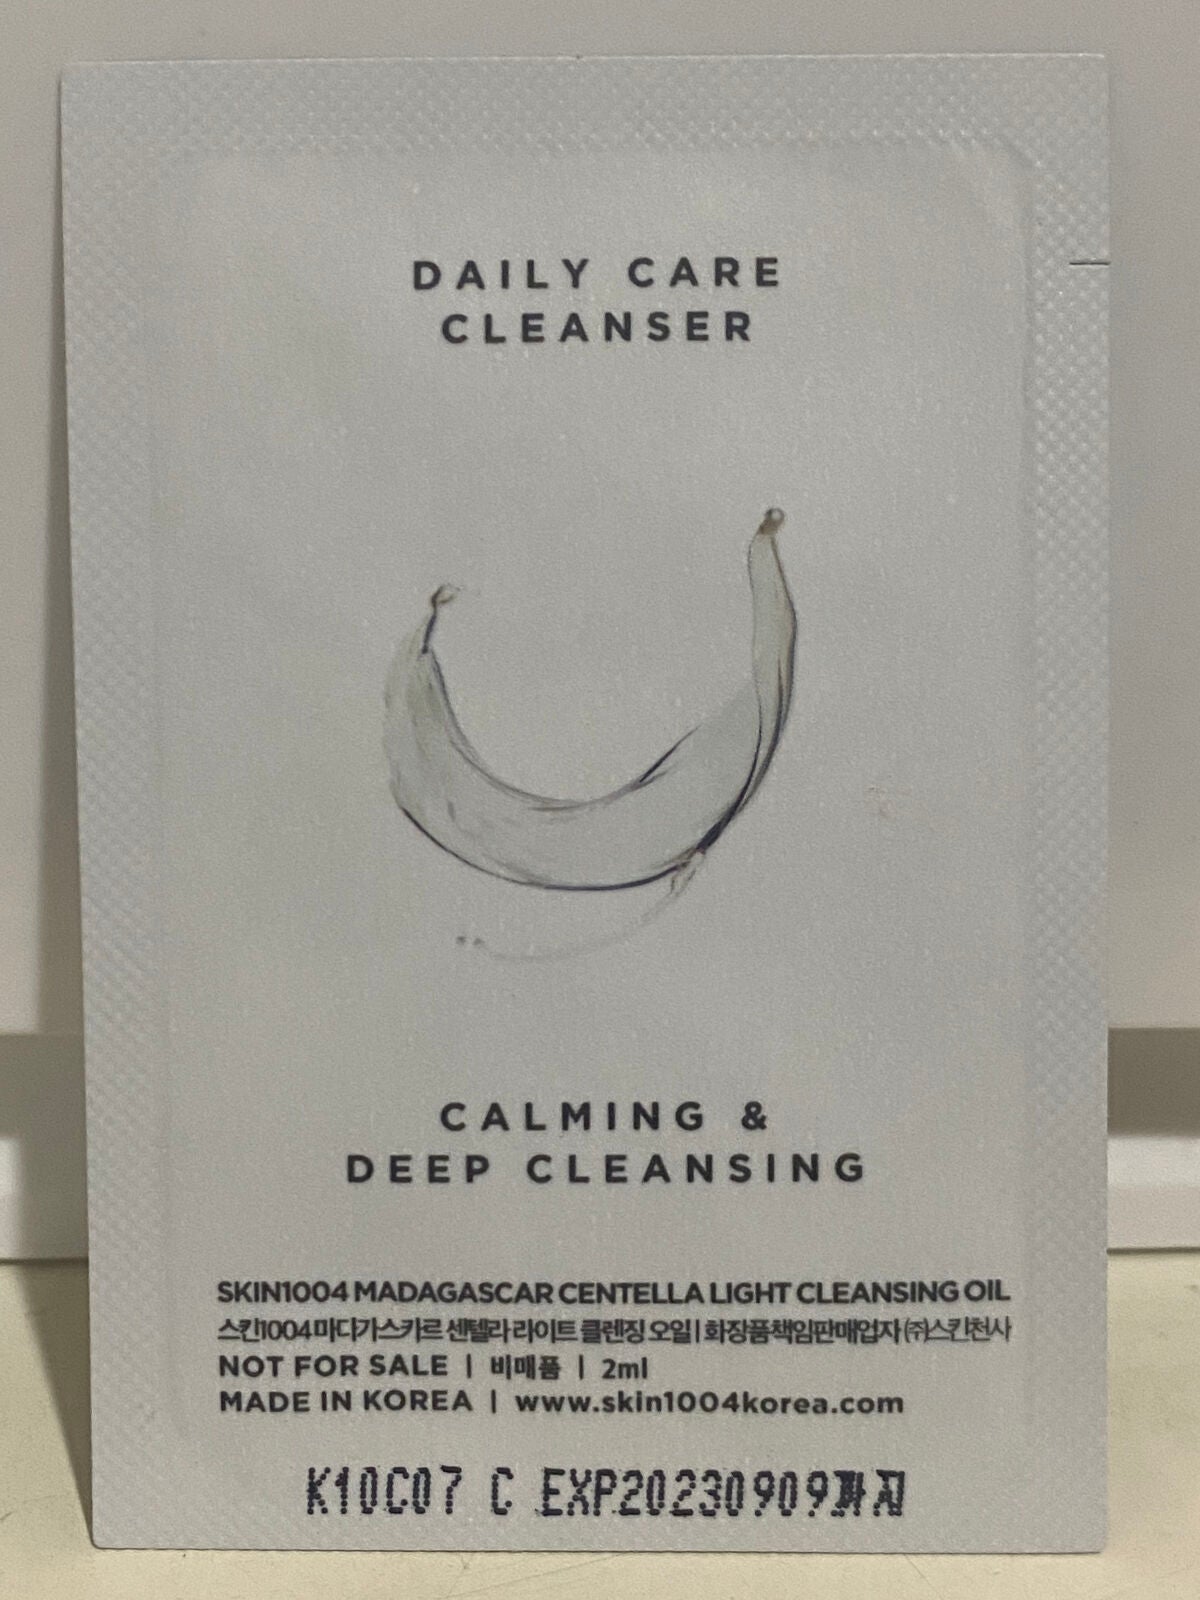 DAILY CARE
CLEANSER
CALMING &
DEEP CLEANSING
SKIN1004 MADAGASCAR CENTELLA LIGHT CLEANSING OIL
스킨1004 마다가스카르 센텔라 라이트 클렌징 오일 | 화장품책임판매업자 ㈜스킨천사
NOT FOR SALE | 비매품 | 2ml
MADE IN KOREA | www.skin1004korea.com
K10C07 C EXP20230909까지